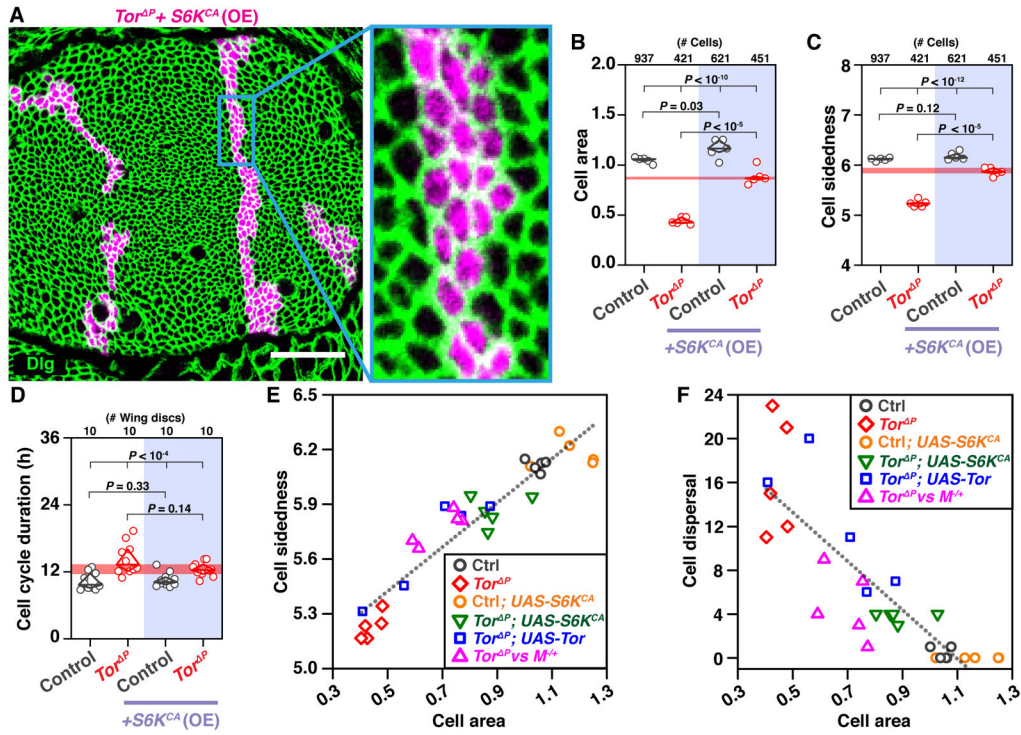 A
Tor^ΔP + S6K^CA (OE)
Dlg
B
(# Cells)
937 421 621 451
P < 10^-10
P = 0.03
P < 10^-5
Cell area
2.0
1.5
1.0
0.5
0.0
Control Tor^ΔP Control Tor^ΔP
+S6K^CA (OE)
C
(# Cells)
937 421 621 451
P < 10^-12
P = 0.12
P < 10^-5
Cell sidedness
8
7
6
5
4
Control Tor^ΔP Control Tor^ΔP
+S6K^CA (OE)
D
(# Wing discs)
10 10 10 10
P < 10^-4
P = 0.33
P = 0.14
Cell cycle duration (h)
36
24
12
0
Control Tor^ΔP Control Tor^ΔP
+S6K^CA (OE)
E
Cell sidedness
6.5
6.2
5.9
5.6
5.3
5.0
Ctrl
Tor^ΔP
Ctrl; UAS-S6K^CA
Tor^ΔP; UAS-S6K^CA
Tor^ΔP; UAS-Tor
Tor^ΔP vs M^-/+
0.3 0.5 0.7 0.9 1.1 1.3
Cell area
F
Cell dispersal
24
20
16
12
8
4
0
Ctrl
Tor^ΔP
Ctrl; UAS-S6K^CA
Tor^ΔP; UAS-S6K^CA
Tor^ΔP; UAS-Tor
Tor^ΔP vs M^-/+
0.3 0.5 0.7 0.9 1.1 1.3
Cell area